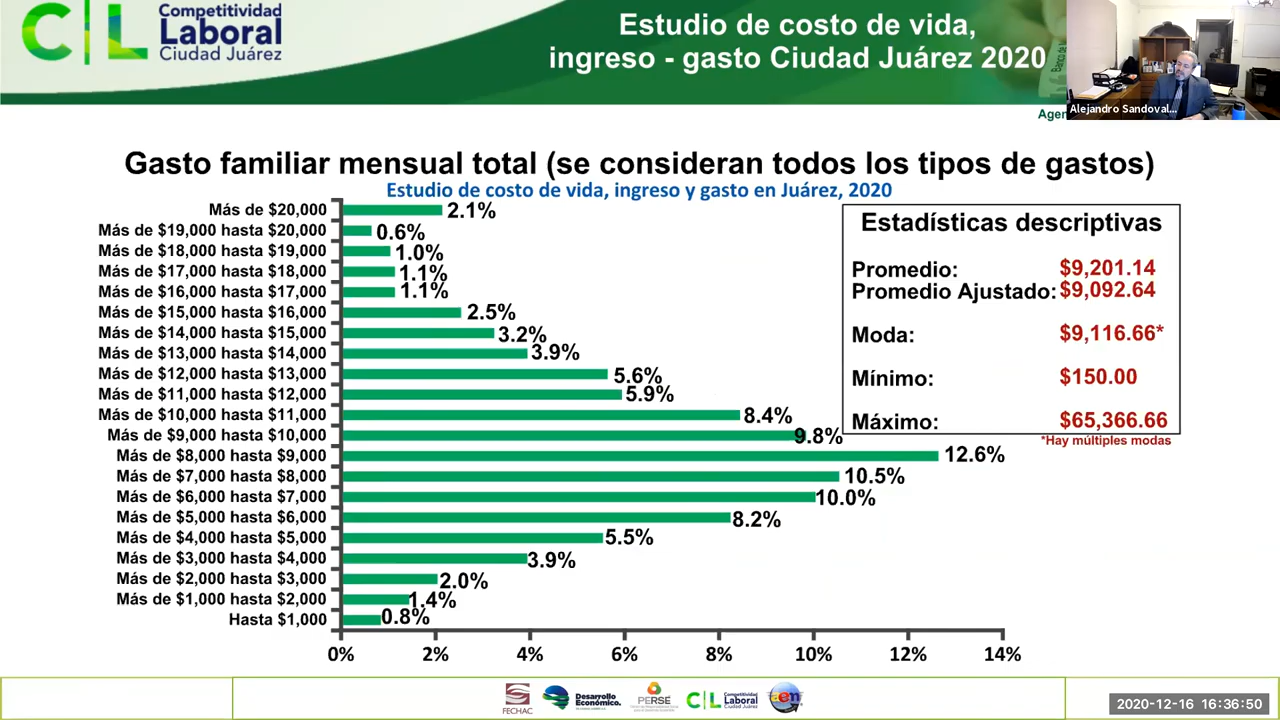 C|L Competitividad
Laboral
Ciudad Juárez
Estudio de costo de vida,
ingreso - gasto Ciudad Juárez 2020
Alejandro Sandoval...
Agen
Gasto familiar mensual total (se consideran todos los tipos de gastos)
Estudio de costo de vida, ingreso y gasto en Juárez, 2020
Más de $20,000 2.1%
Más de $19,000 hasta $20,000 0.6%
Más de $18,000 hasta $19,000 1.0%
Más de $17,000 hasta $18,000 1.1%
Más de $16,000 hasta $17,000 1.1%
Más de $15,000 hasta $16,000 2.5%
Más de $14,000 hasta $15,000 3.2%
Más de $13,000 hasta $14,000 3.9%
Más de $12,000 hasta $13,000 5.6%
Más de $11,000 hasta $12,000 5.9%
Más de $10,000 hasta $11,000 8.4%
Más de $9,000 hasta $10,000 9.8%
Más de $8,000 hasta $9,000 12.6%
Más de $7,000 hasta $8,000 10.5%
Más de $6,000 hasta $7,000 10.0%
Más de $5,000 hasta $6,000 8.2%
Más de $4,000 hasta $5,000 5.5%
Más de $3,000 hasta $4,000 3.9%
Más de $2,000 hasta $3,000 2.0%
Más de $1,000 hasta $2,000 1.4%
Hasta $1,000 0.8%
0% 2% 4% 6% 8% 10% 12% 14%
Estadísticas descriptivas
Promedio: $9,201.14
Promedio Ajustado: $9,092.64
Moda: $9,116.66*
Mínimo: $150.00
Máximo: $65,366.66
*Hay múltiples modas
FECHAC
Desarrollo
Económico.
PERSÉ
C|L Competitividad
Laboral
Ciudad Juárez
aen
2020-12-16 16:36:50